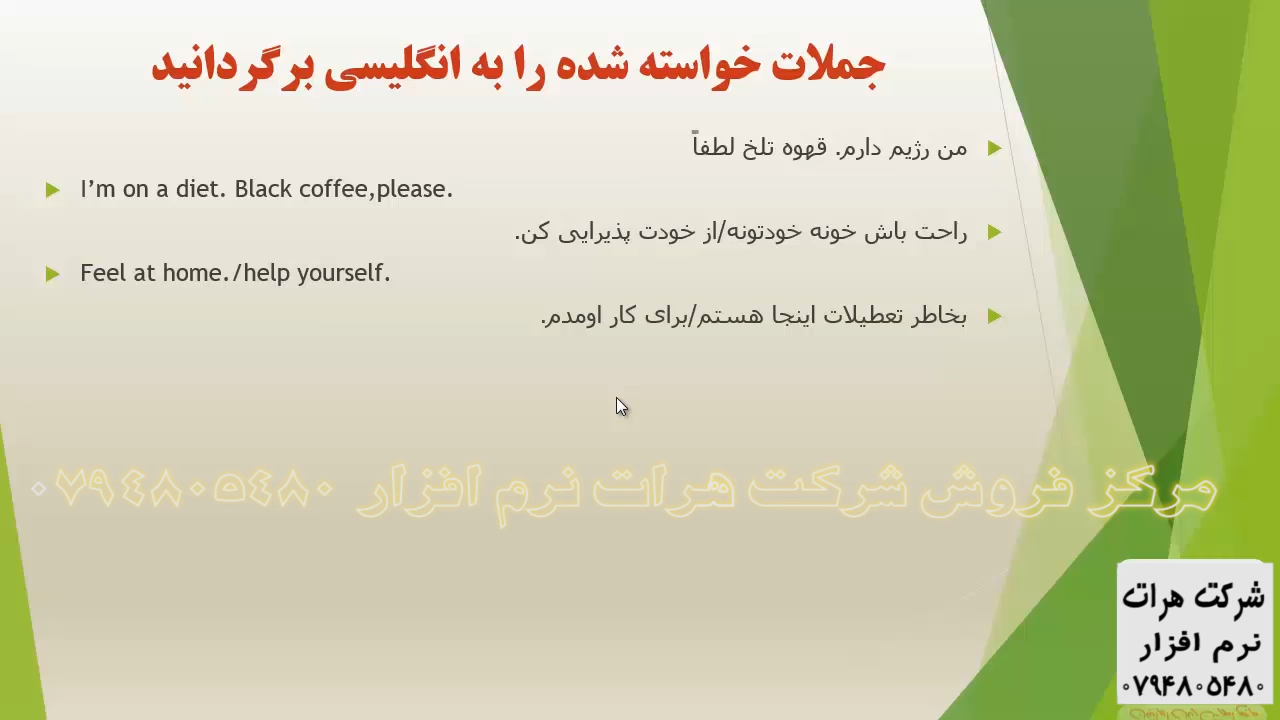 جملات خواسته شده را به انگلیسی برگردانید
من رژیم دارم. قهوه تلخ لطفاً
I’m on a diet. Black coffee,please.
راحت باش خونه خودتونه/از خودت پذیرایی کن.
Feel at home./help yourself.
بخاطر تعطیلات اینجا هستم/برای کار اومدم.
مرکز فروش شرکت هرات نرم افزار ۰۷۹۴۸۰۵۴۸۰
شرکت هرات
نرم افزار
۰۷۹۴۸۰۵۴۸۰